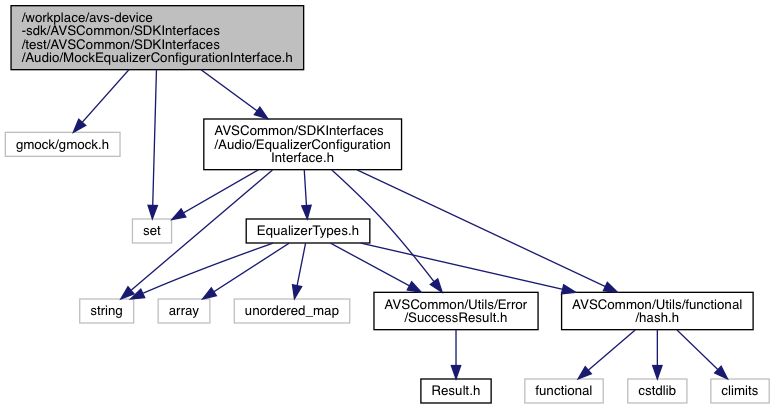 /workplace/avs-device
-sdk/AVSCommon/SDKInterfaces
/test/AVSCommon/SDKInterfaces
/Audio/MockEqualizerConfigurationInterface.h
gmock/gmock.h
AVSCommon/SDKInterfaces
/Audio/EqualizerConfiguration
Interface.h
set
EqualizerTypes.h
string
array
unordered_map
AVSCommon/Utils/Error
/SuccessResult.h
AVSCommon/Utils/functional
/hash.h
Result.h
functional
cstdlib
climits